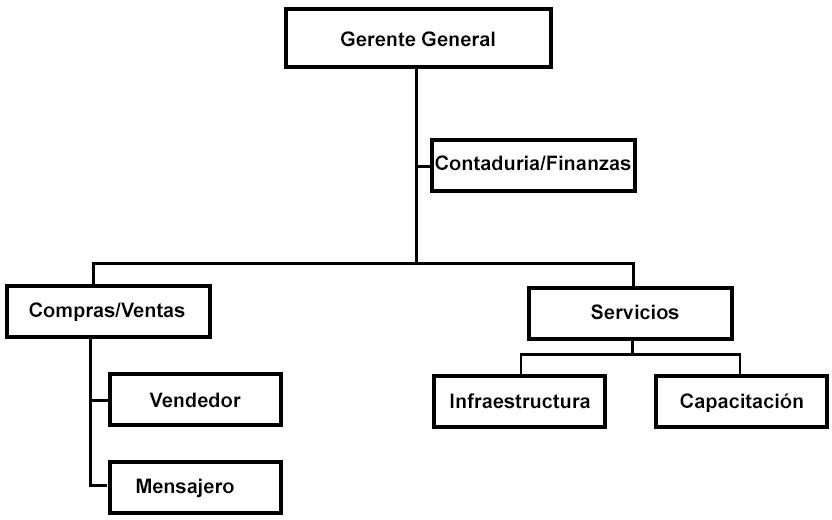 Gerente General
Contaduria/Finanzas
Compras/Ventas
Servicios
Vendedor
Infraestructura
Capacitación
Mensajero